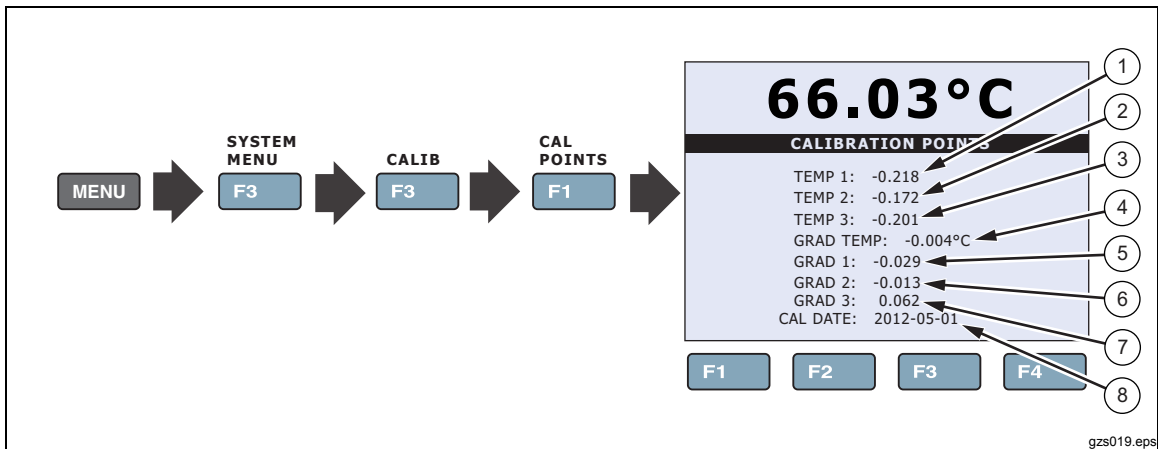 MENU
SYSTEM
MENU
F3
CALIB
F3
CAL
POINTS
F1
66.03°C
CALIBRATION POINTS
TEMP 1: -0.218
TEMP 2: -0.172
TEMP 3: -0.201
GRAD TEMP: -0.004°C
GRAD 1: -0.029
GRAD 2: -0.013
GRAD 3: 0.062
CAL DATE: 2012-05-01
F1 F2 F3 F4
1
2
3
4
5
6
7
8
gzs019.eps